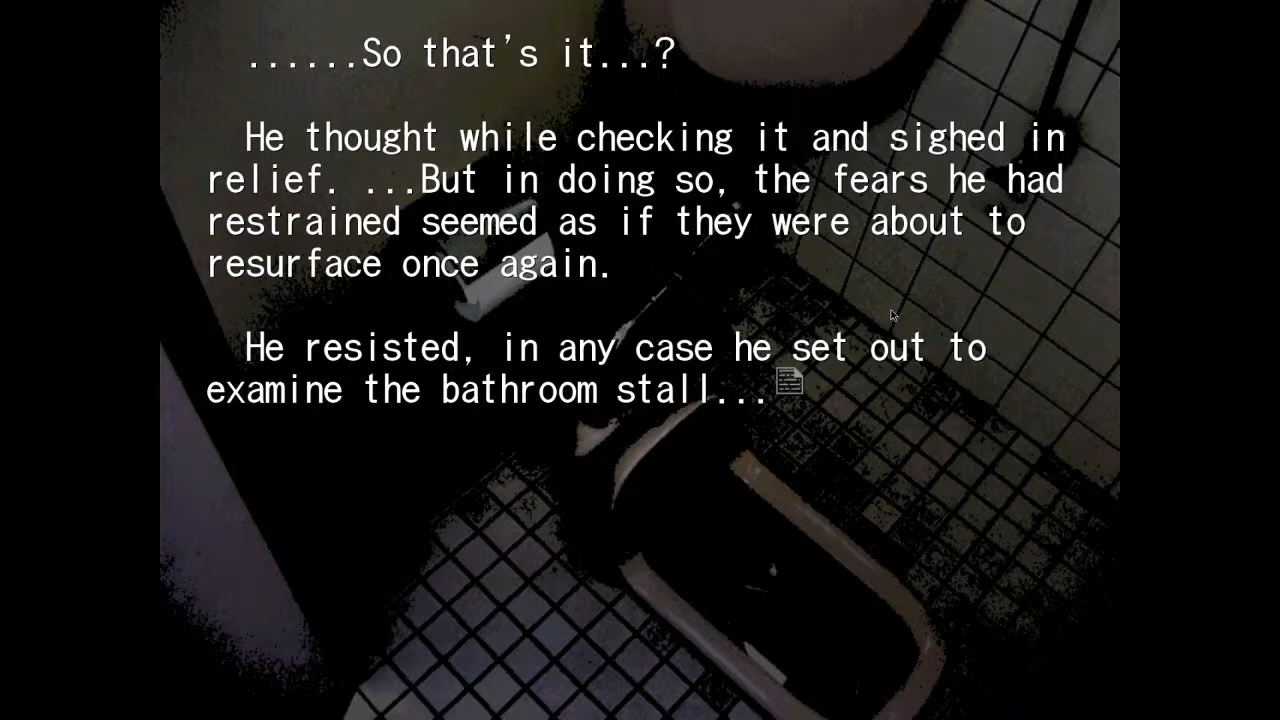 ......So that's it...?
He thought while checking it and sighed in
relief. ...But in doing so, the fears he had
restrained seemed as if they were about to
resurface once again.
He resisted, in any case he set out to
examine the bathroom stall...